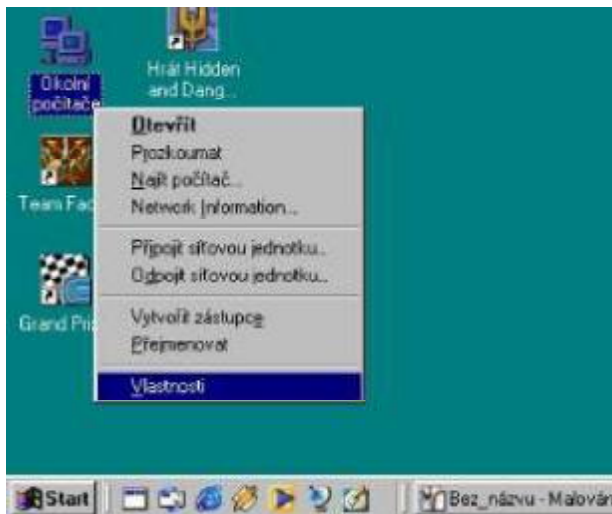 Okolní
počítače
Hrát Hidden
and Dang...
Team Fac
Grand Prix
Otevřít
Prozkoumat
Najít počítač...
Network Information...
Připojit síťovou jednotku...
Odpojit síťovou jednotku...
Vytvořit zástupce
Přejmenovat
Vlastnosti
Start
Bez_názvu - Malován